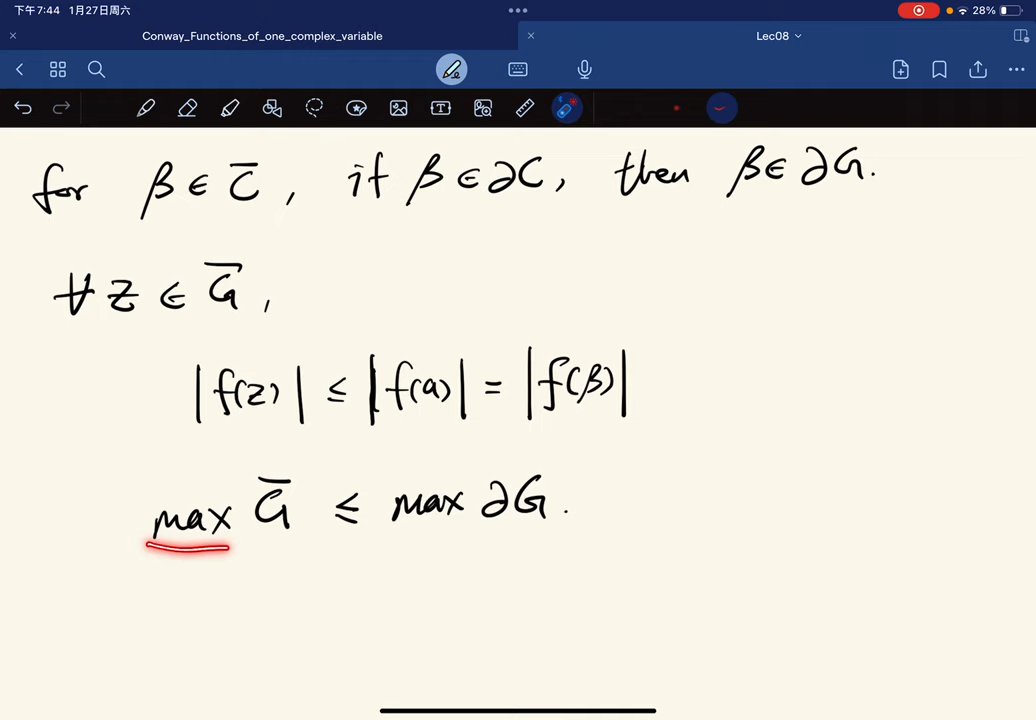 下午7:44 1月27日周六
28%
Conway_Functions_of_one_complex_variable
Lec08
for β ∈ C̅, if β ∈ ∂C, then β ∈ ∂G.
∀ z ∈ G̅,
|f(z)| ≤ |f(a)| = |f(β)|
max G̅ ≤ max ∂G.